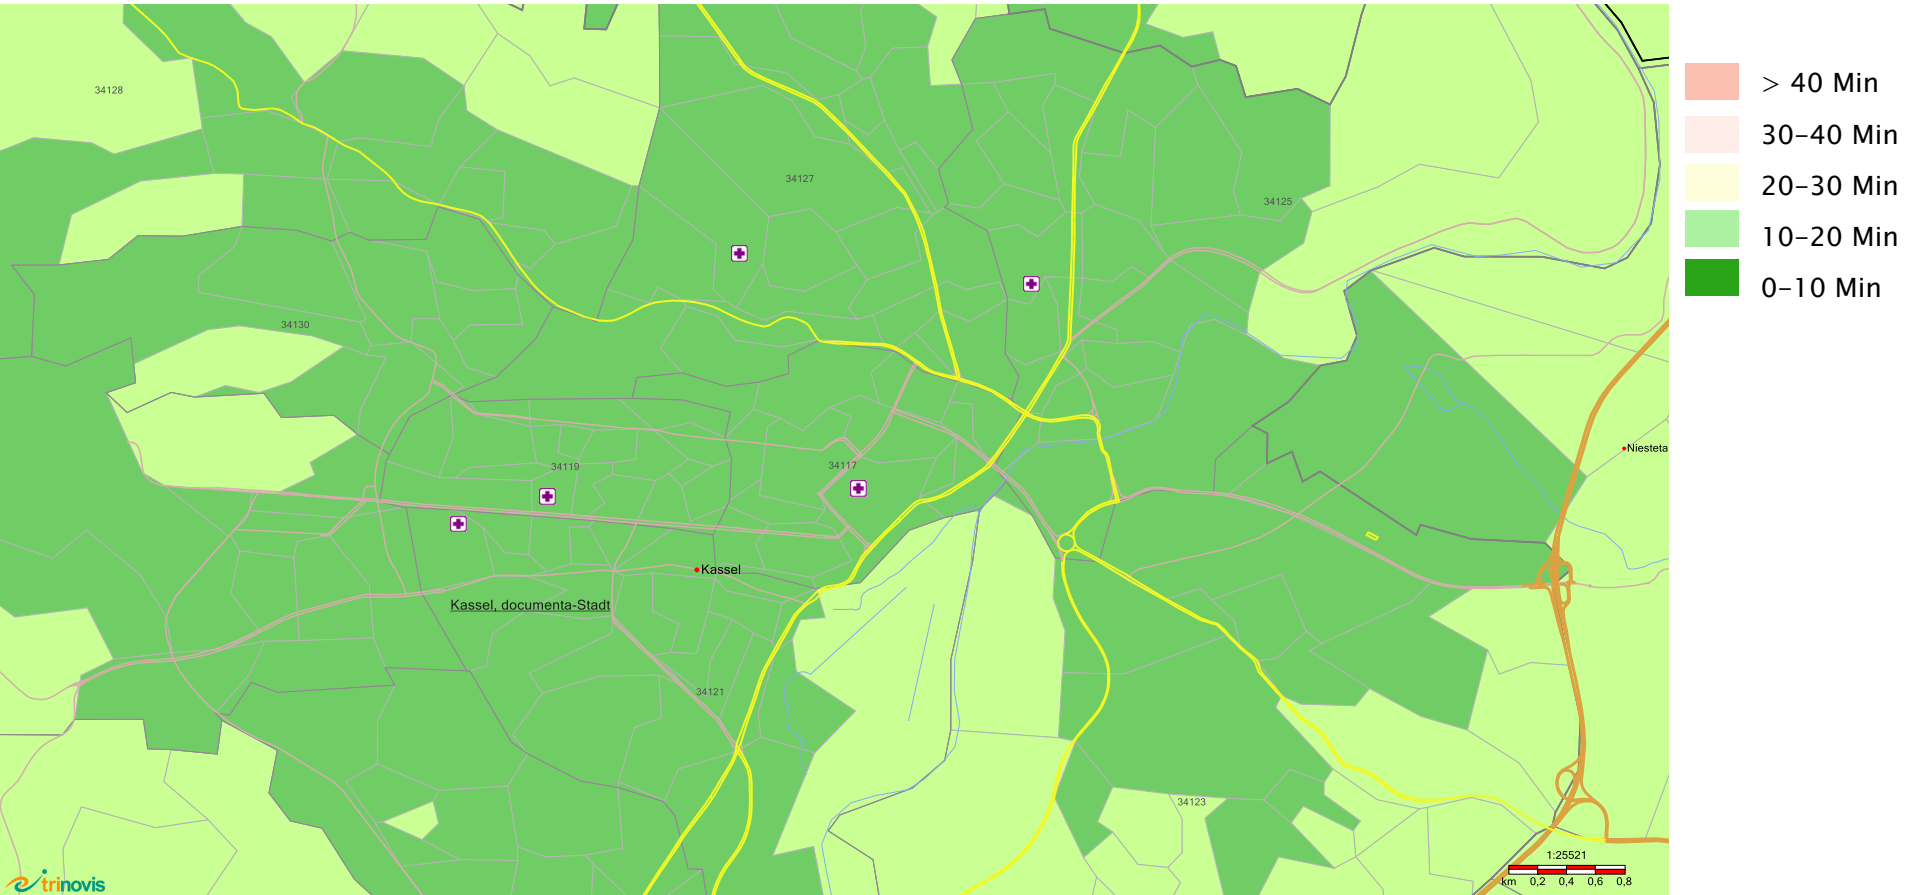 34128
34127
34125
34130
34119
34117
Niesteta
Kassel
Kassel, documenta-Stadt
34121
34123
1:25521
km 0,2 0,4 0,6 0,8
trinovis
> 40 Min
30-40 Min
20-30 Min
10-20 Min
0-10 Min